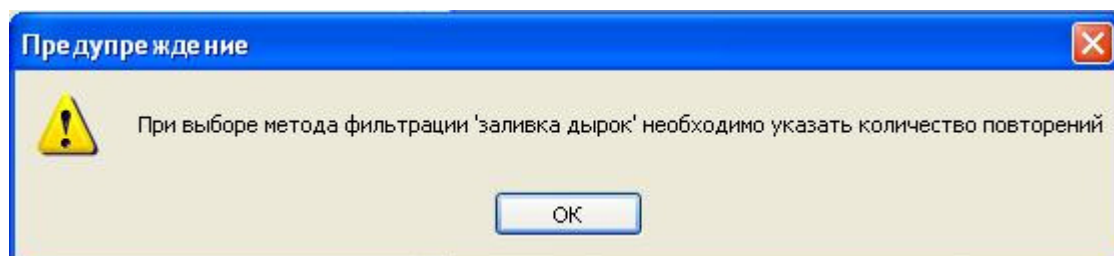 Предупреждение
При выборе метода фильтрации 'заливка дырок' необходимо указать количество повторений
OK